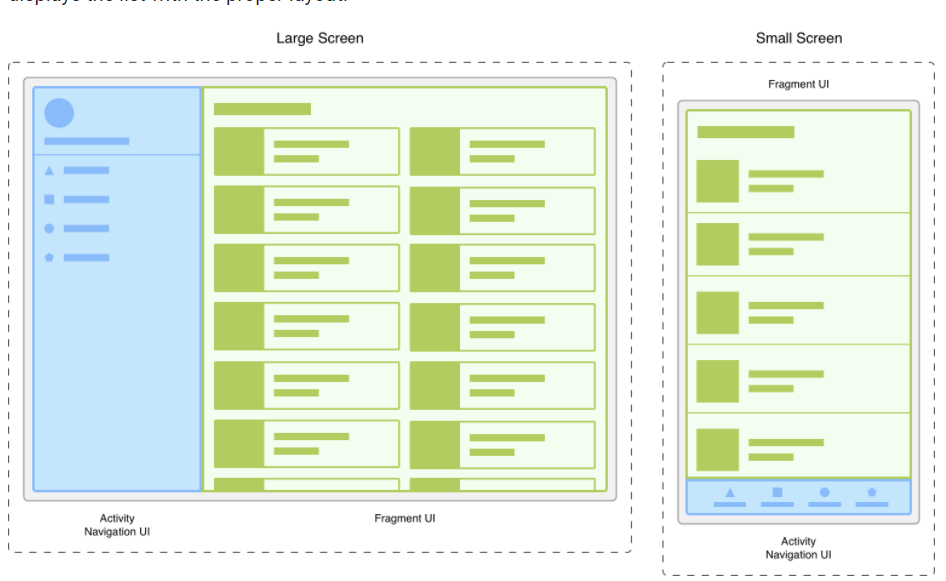 displays the list with the proper layout.
Large Screen
Small Screen
Fragment UI
Activity
Navigation UI
Fragment UI
Activity
Navigation UI